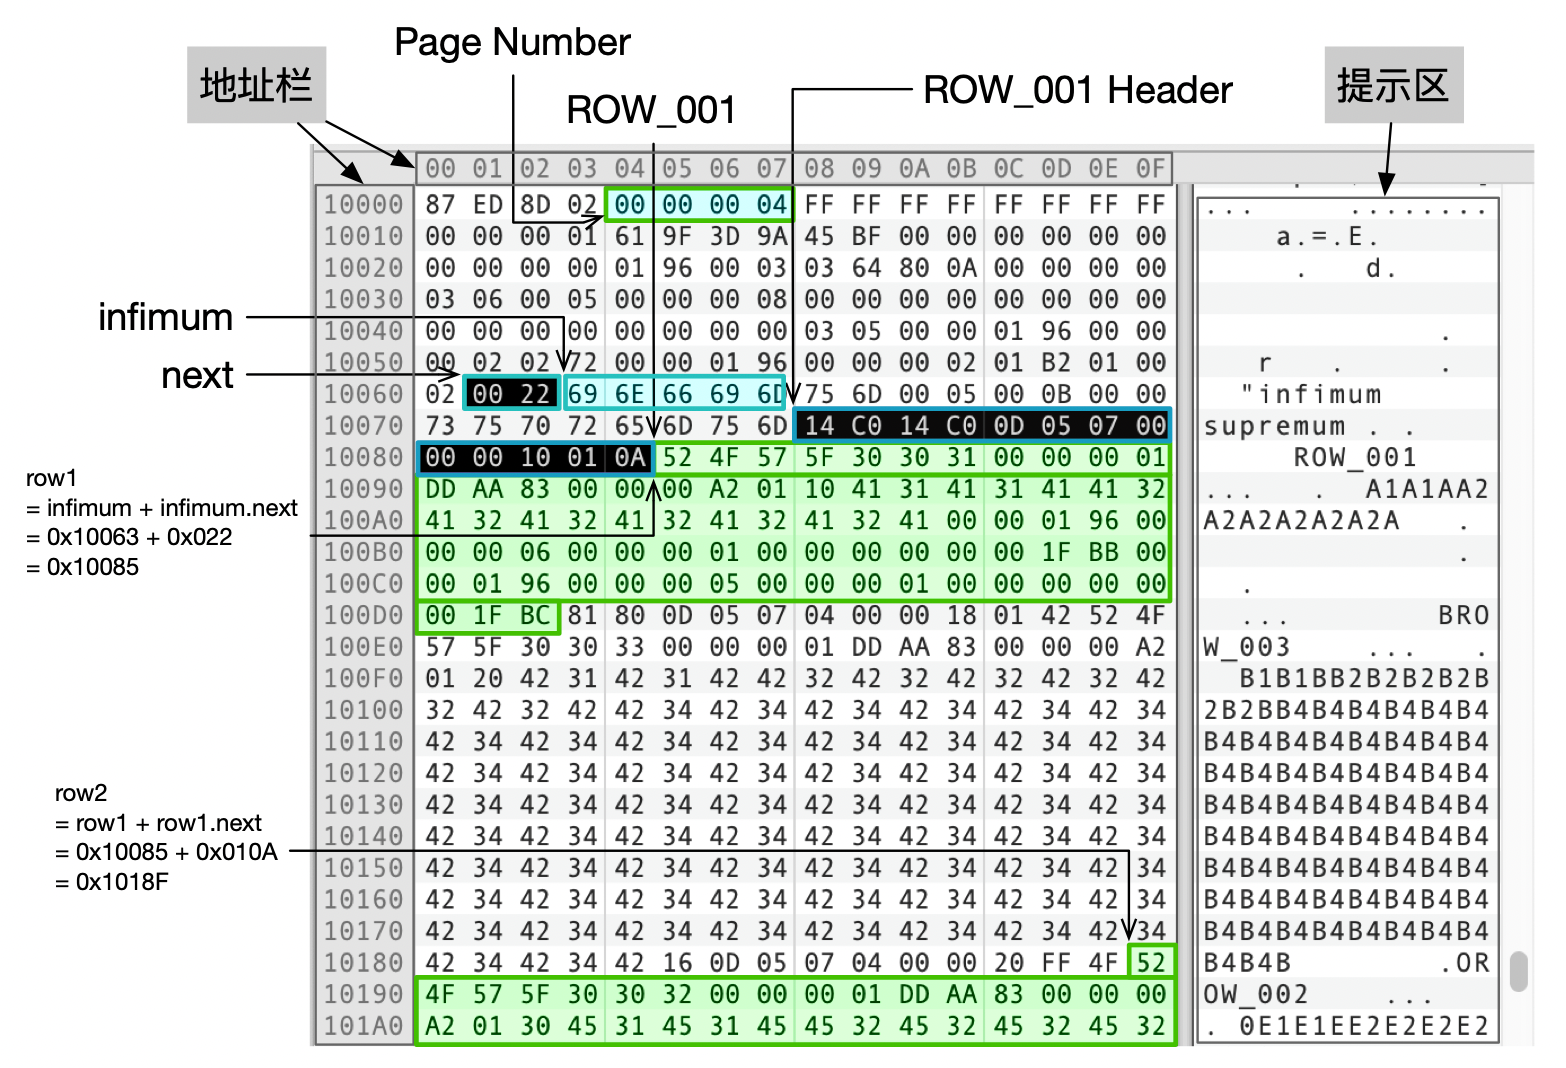 Page Number
地址栏
ROW_001
ROW_001 Header
提示区
00 01 02 03 04 05 06 07 08 09 0A 0B 0C 0D 0E 0F
10000 87 ED 8D 02 00 00 00 04 FF FF FF FF FF FF FF FF ... ........
10010 00 00 00 01 61 9F 3D 9A 45 BF 00 00 00 00 00 00 a.=.E.
10020 00 00 00 00 01 96 00 03 03 64 80 0A 00 00 00 00 . d.
10030 03 06 00 05 00 00 00 08 00 00 00 00 00 00 00 00
infimum
10040 00 00 00 00 00 00 00 00 03 05 00 00 01 96 00 00 .
10050 00 02 02 72 00 00 01 96 00 00 00 02 01 B2 01 00 r . .
next
10060 02 00 22 69 6E 66 69 6D 75 6D 00 05 00 0B 00 00 "infimum
10070 73 75 70 72 65 6D 75 6D 14 C0 14 C0 0D 05 07 00 supremum . .
10080 00 00 10 01 0A 52 4F 57 5F 30 30 31 00 00 00 01 ROW_001
row1
10090 DD AA 83 00 00 00 A2 01 10 41 31 41 31 41 41 32 ... . A1A1AA2
= infimum + infimum.next
100A0 41 32 41 32 41 32 41 32 41 32 41 00 00 01 96 00 A2A2A2A2A2A .
= 0x10063 + 0x022
100B0 00 00 06 00 00 00 01 00 00 00 00 00 00 1F BB 00 .
= 0x10085
100C0 00 01 96 00 00 00 05 00 00 00 01 00 00 00 00 00 .
100D0 00 1F BC 81 80 0D 05 07 04 00 00 18 01 42 52 4F ... BRO
100E0 57 5F 30 30 33 00 00 00 01 DD AA 83 00 00 00 A2 W_003 ... .
100F0 01 20 42 31 42 31 42 42 32 42 32 42 32 42 32 42 B1B1BB2B2B2B2B
10100 32 42 32 42 42 34 42 34 42 34 42 34 42 34 42 34 2B2BB4B4B4B4B4B4
10110 42 34 42 34 42 34 42 34 42 34 42 34 42 34 42 34 B4B4B4B4B4B4B4B4
10120 42 34 42 34 42 34 42 34 42 34 42 34 42 34 42 34 B4B4B4B4B4B4B4B4
row2
10130 42 34 42 34 42 34 42 34 42 34 42 34 42 34 42 34 B4B4B4B4B4B4B4B4
= row1 + row1.next
10140 42 34 42 34 42 34 42 34 42 34 42 34 42 34 42 34 B4B4B4B4B4B4B4B4
= 0x10085 + 0x010A
10150 42 34 42 34 42 34 42 34 42 34 42 34 42 34 42 34 B4B4B4B4B4B4B4B4
= 0x1018F
10160 42 34 42 34 42 34 42 34 42 34 42 34 42 34 42 34 B4B4B4B4B4B4B4B4
10170 42 34 42 34 42 34 42 34 42 34 42 34 42 34 42 34 B4B4B4B4B4B4B4B4
10180 42 34 42 34 42 16 0D 05 07 04 00 00 20 FF 4F 52 B4B4B .OR
10190 4F 57 5F 30 30 32 00 00 00 01 DD AA 83 00 00 00 OW_002 ...
101A0 A2 01 30 45 31 45 31 45 45 32 45 32 45 32 45 32 . 0E1E1EE2E2E2E2